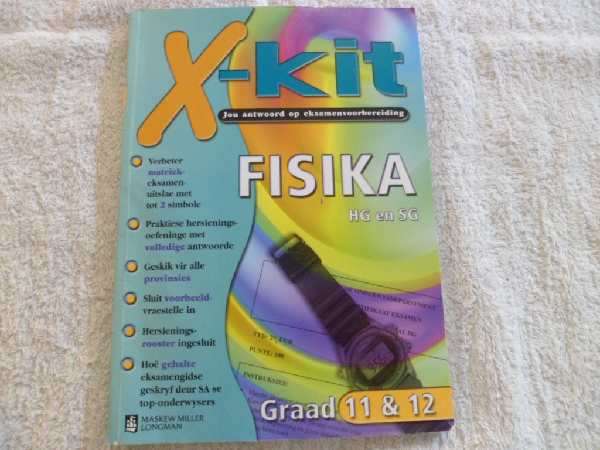 X-kit
Jou antwoord op eksamenvoorbereiding
FISIKA
HG en SG
Verbeter
matriek-
eksamen-
uitslae met
tot 2 simbole
Praktiese hersienings-
oefeninge met
volledige antwoorde
Geskik vir alle
provinsies
Sluit voorbeeld-
vraestelle in
Hersienings-
rooster ingesluit
Hoë gehalte
eksamengidse
geskryf deur SA se
top-onderwysers
MASKEW MILLER
LONGMAN
PUNTE:
INSTRUKSIES:
Graad 11 & 12